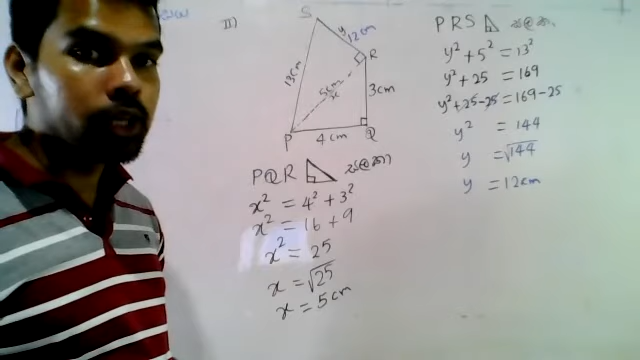 III)
S
y
12cm
R
13cm
5cm
x
3cm
P
4cm
Q
PQR
x² = 4² + 3²
x² = 16 + 9
x² = 25
x = √25
x = 5cm
PRS
y² + 5² = 13²
y² + 25 = 169
y² + 25 - 25 = 169 - 25
y² = 144
y = √144
y = 12cm